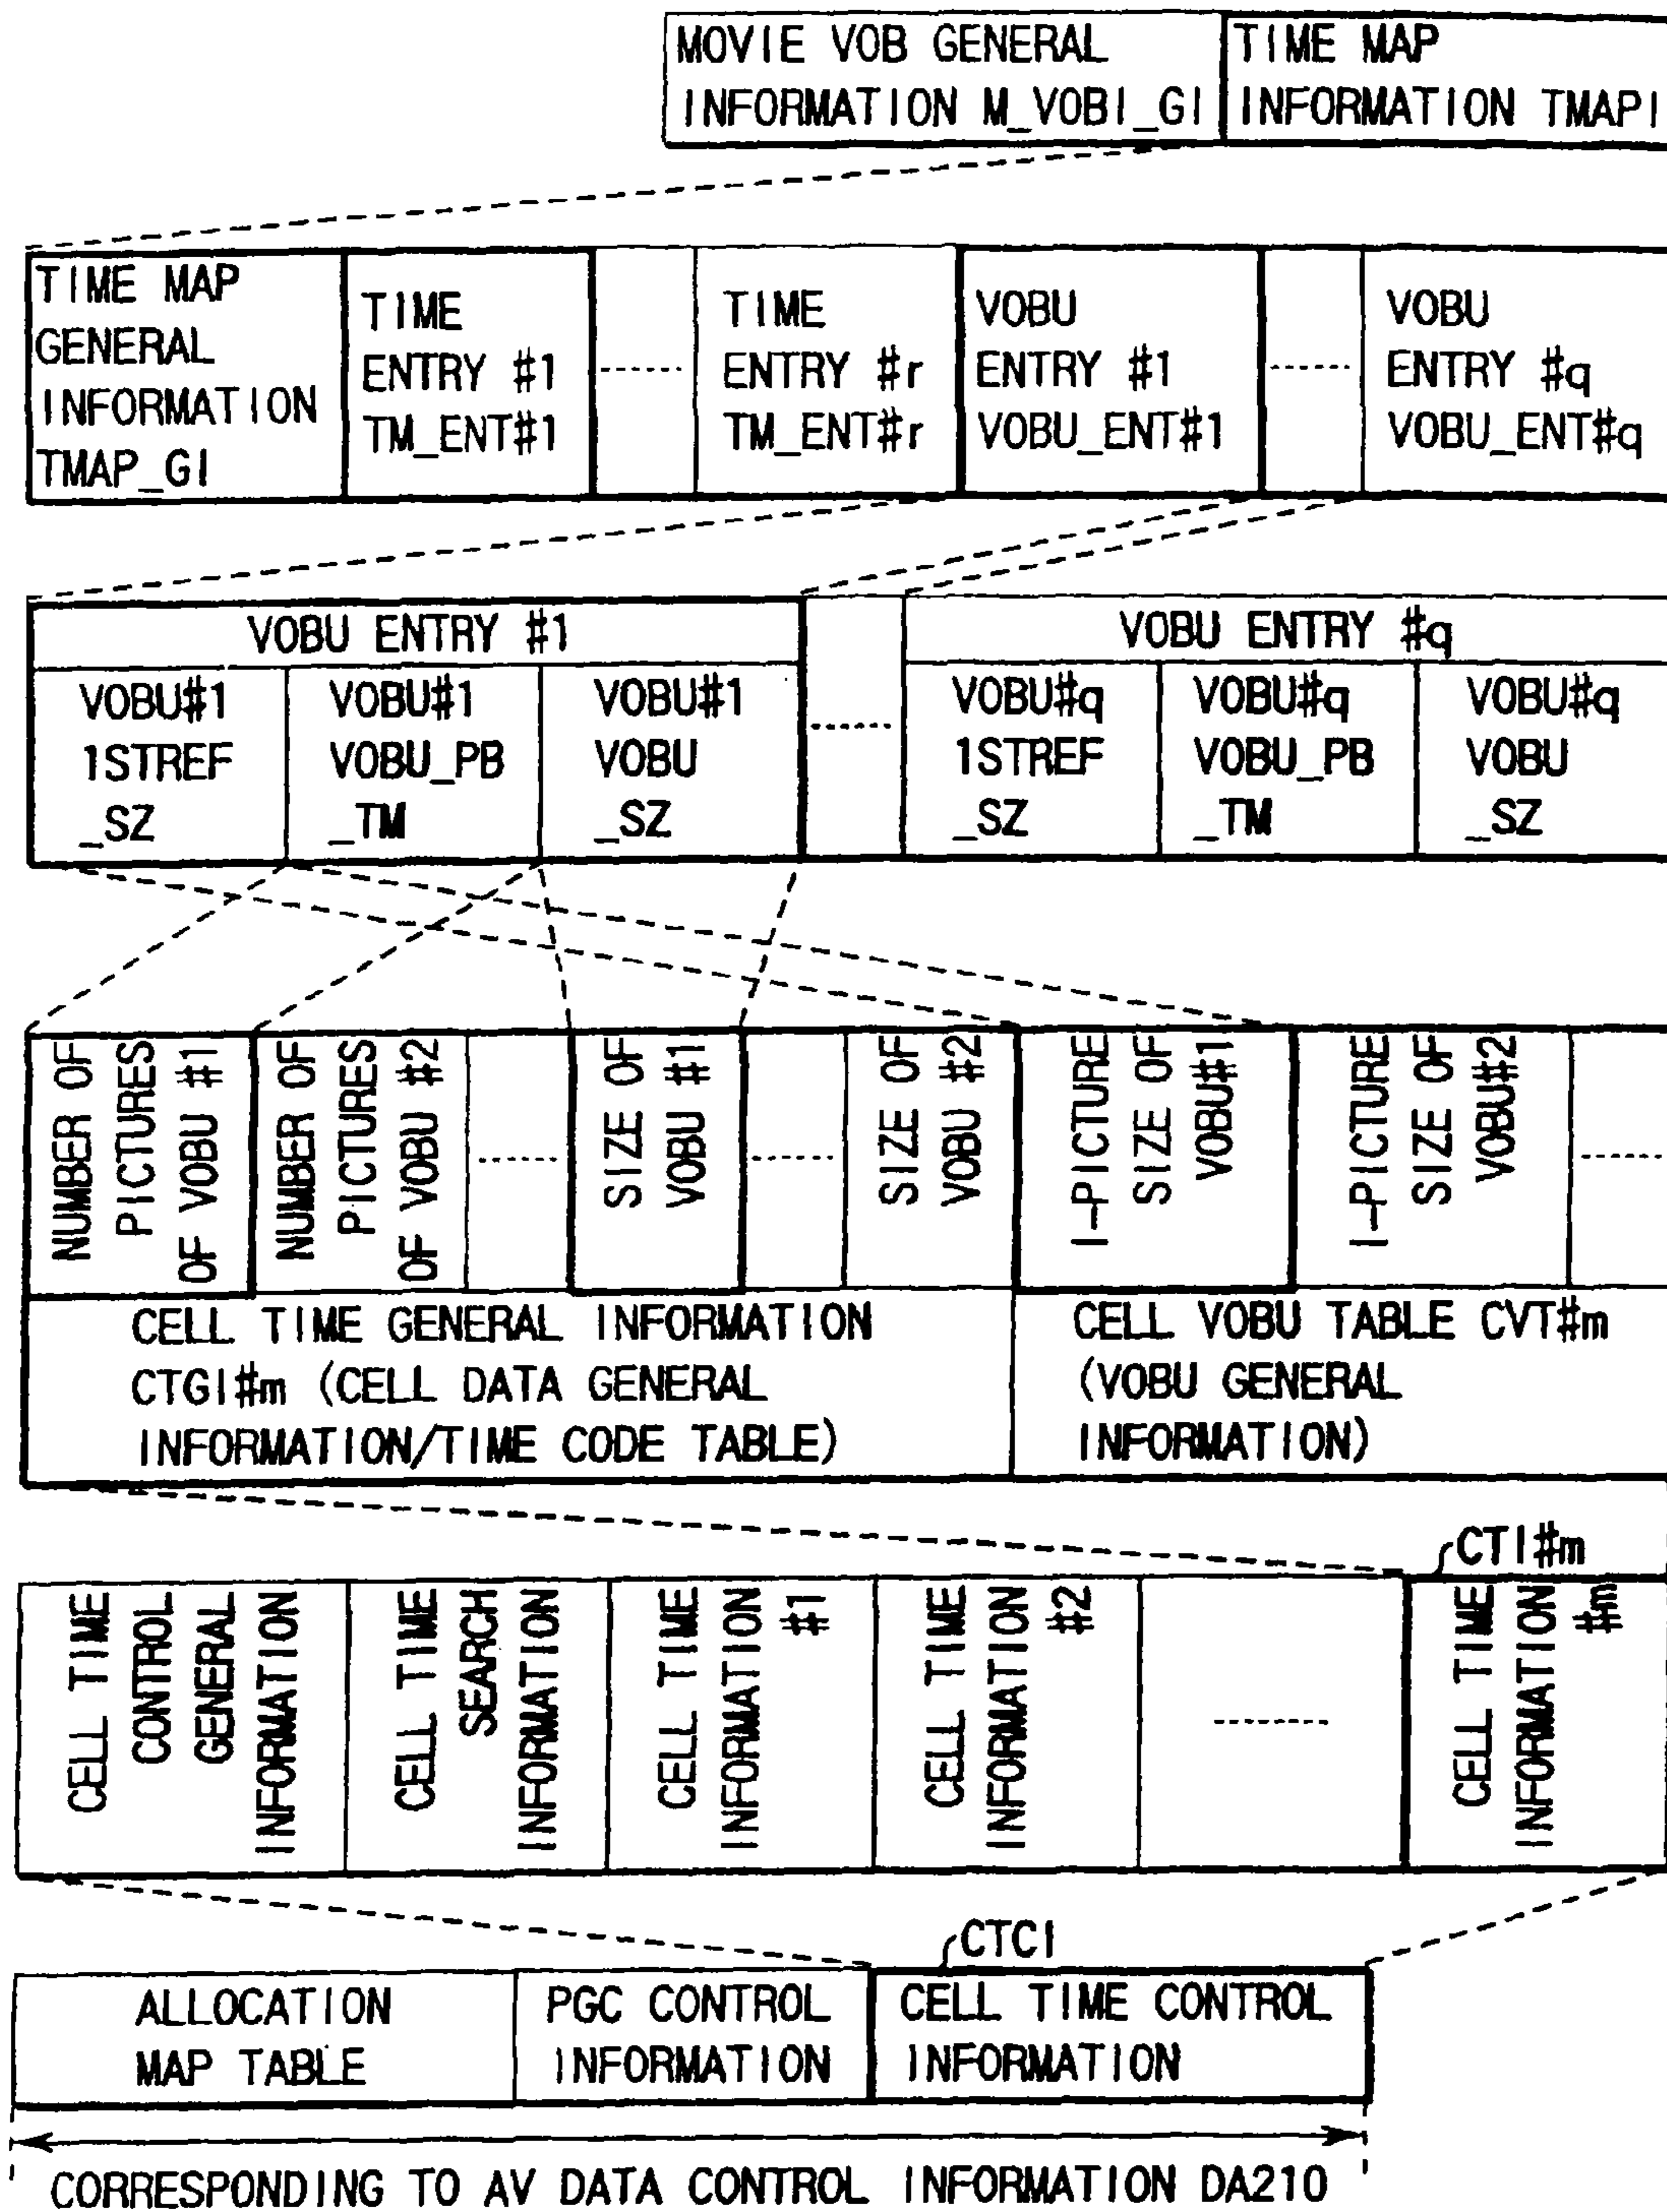 MOVIE VOB GENERAL
INFORMATION M_VOBI_GI
TIME MAP
INFORMATION TMAPI
TIME MAP
GENERAL
INFORMATION
TMAP_GI
TIME
ENTRY #1
TM_ENT#1
TIME
ENTRY #r
TM_ENT#r
VOBU
ENTRY #1
VOBU_ENT#1
VOBU
ENTRY #q
VOBU_ENT#q
VOBU ENTRY #1
VOBU#1
1STREF
_SZ
VOBU#1
VOBU_PB
_TM
VOBU#1
VOBU
_SZ
VOBU ENTRY #q
VOBU#q
1STREF
_SZ
VOBU#q
VOBU_PB
_TM
VOBU#q
VOBU
_SZ
NUMBER OF
PICTURES
OF VOBU #1
NUMBER OF
PICTURES
OF VOBU #2
SIZE OF
VOBU #1
SIZE OF
VOBU #2
I-PICTURE
SIZE OF
VOBU#1
I-PICTURE
SIZE OF
VOBU#2
CELL TIME GENERAL INFORMATION
CTGI#m (CELL DATA GENERAL
INFORMATION/TIME CODE TABLE)
CELL VOBU TABLE CVT#m
(VOBU GENERAL
INFORMATION)
CTI#m
CELL TIME
CONTROL
GENERAL
INFORMATION
CELL TIME
SEARCH
INFORMATION
CELL TIME
INFORMATION
#1
CELL TIME
INFORMATION
#2
CELL TIME
INFORMATION
#m
CTCI
ALLOCATION
MAP TABLE
PGC CONTROL
INFORMATION
CELL TIME CONTROL
INFORMATION
CORRESPONDING TO AV DATA CONTROL INFORMATION DA210